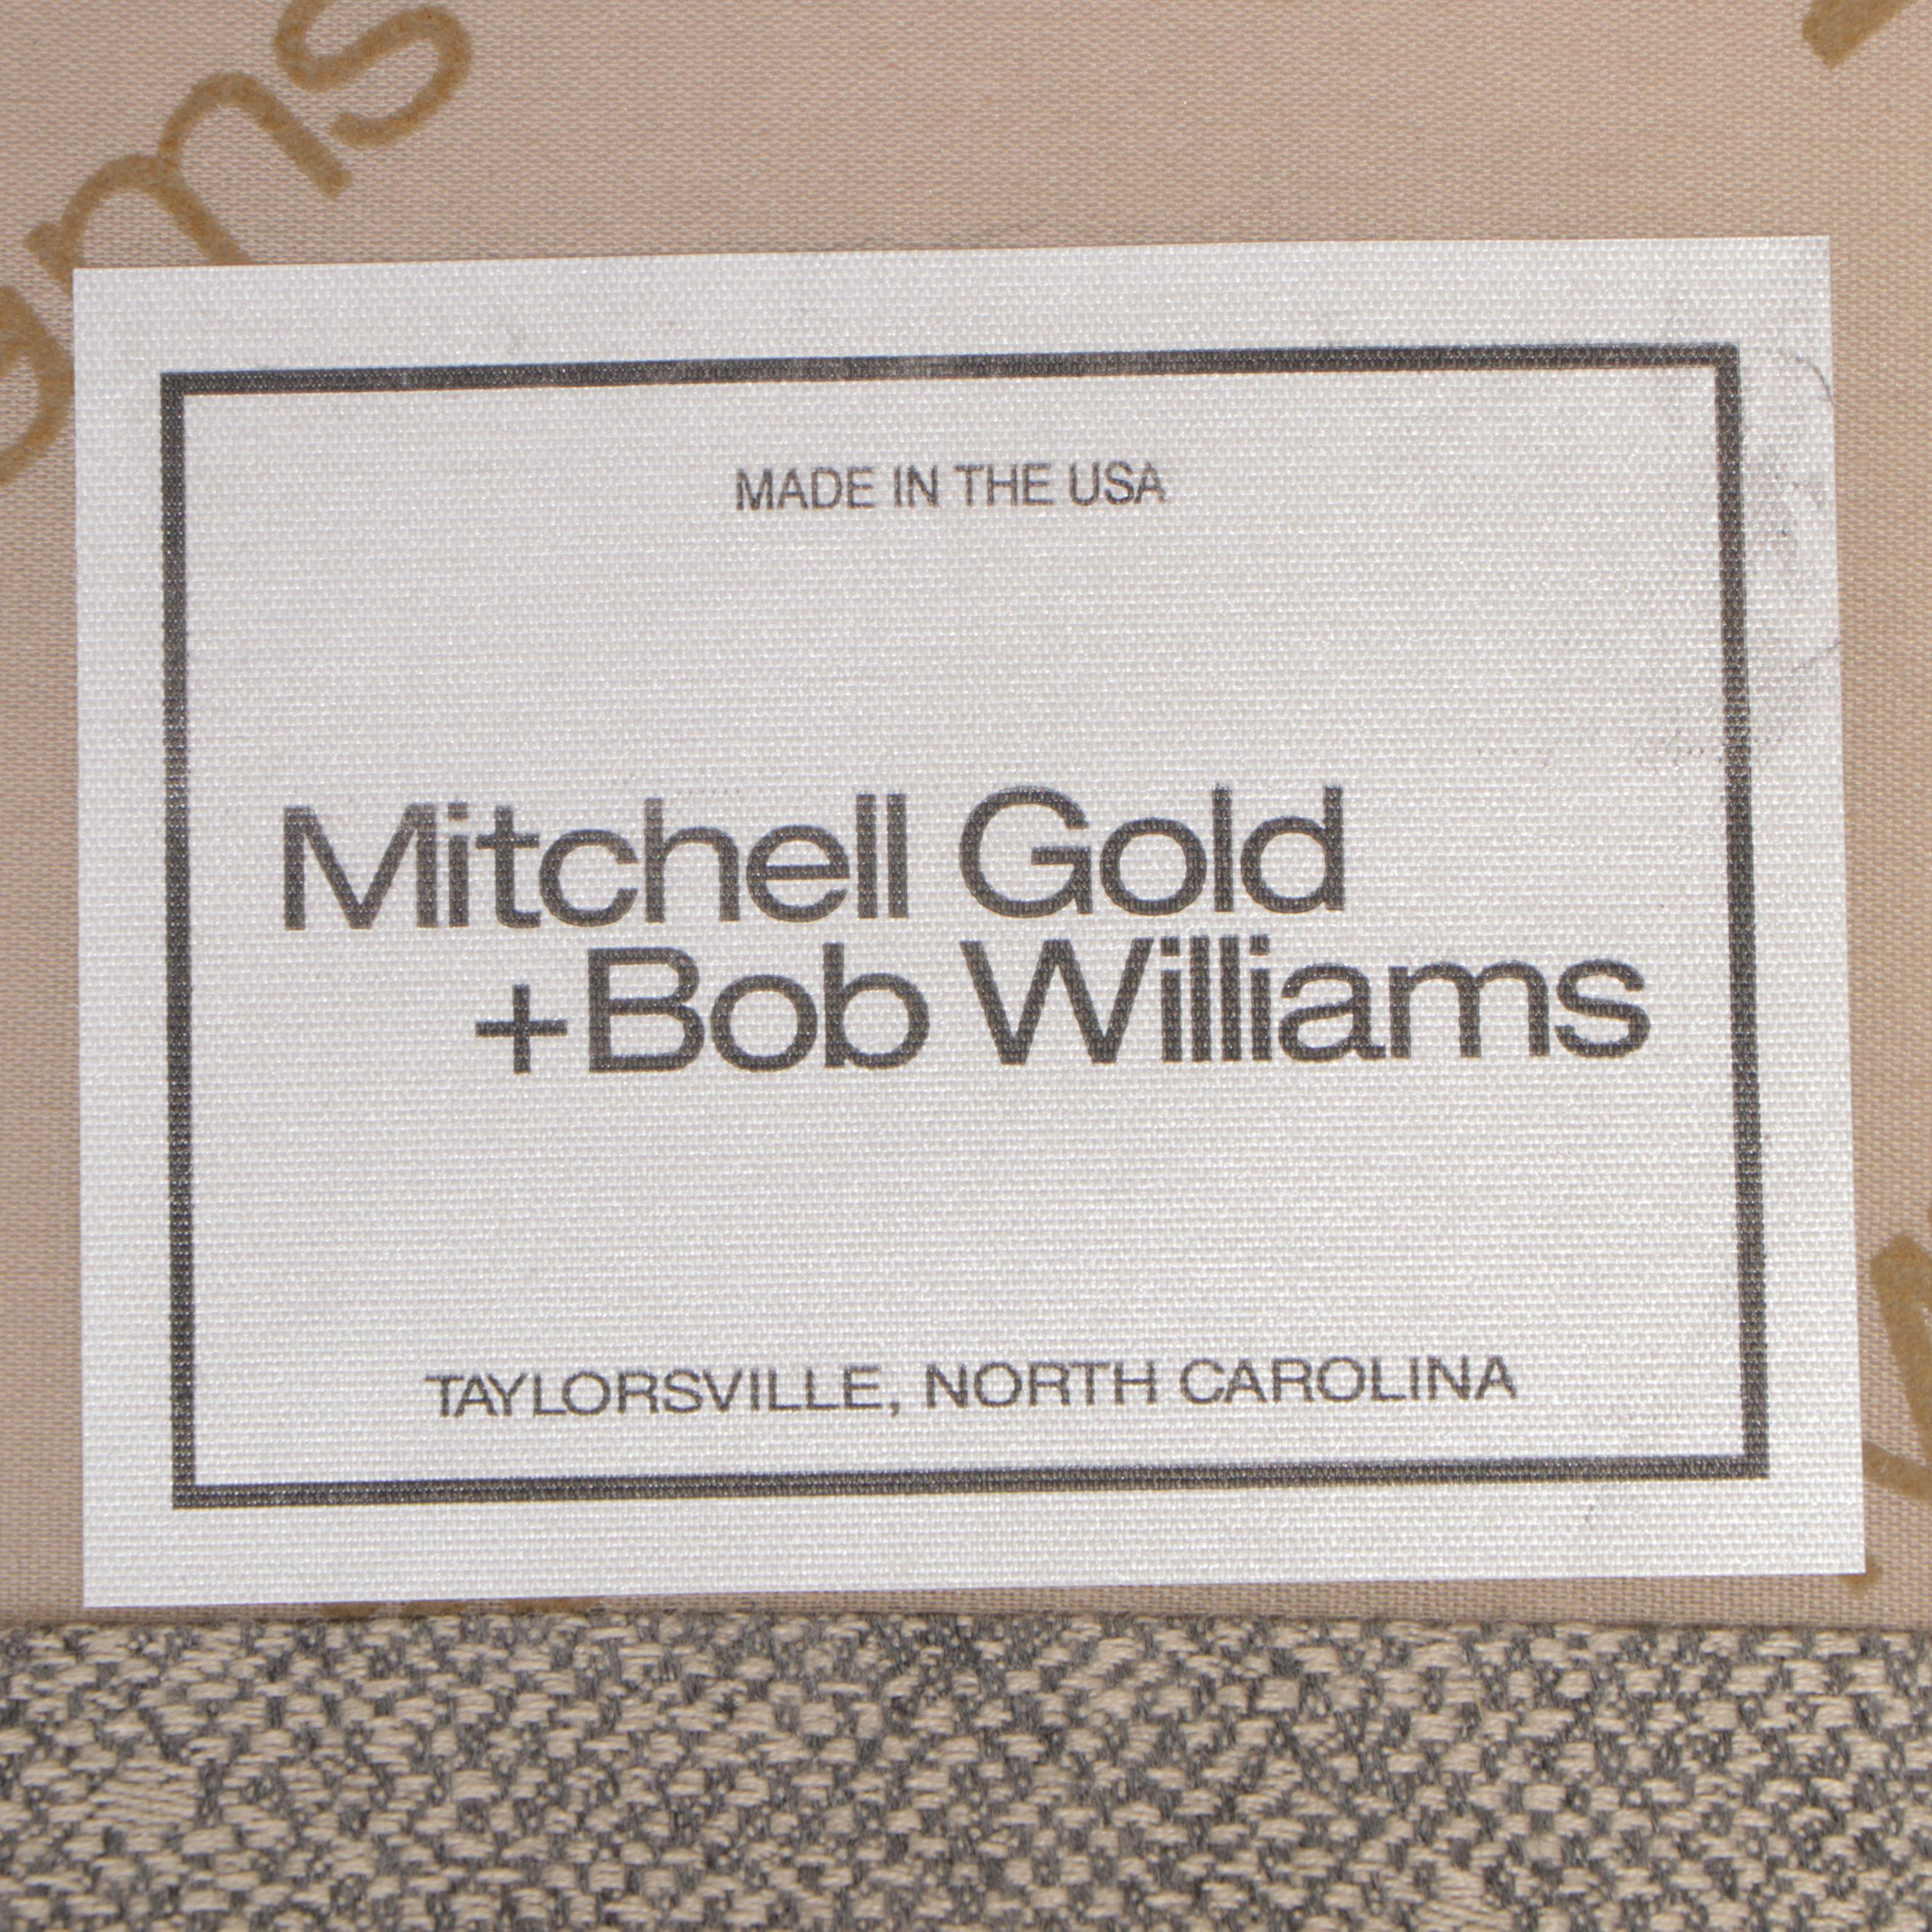 MADE IN THE USA
Mitchell Gold
+Bob Williams
TAYLORSVILLE, NORTH CAROLINA